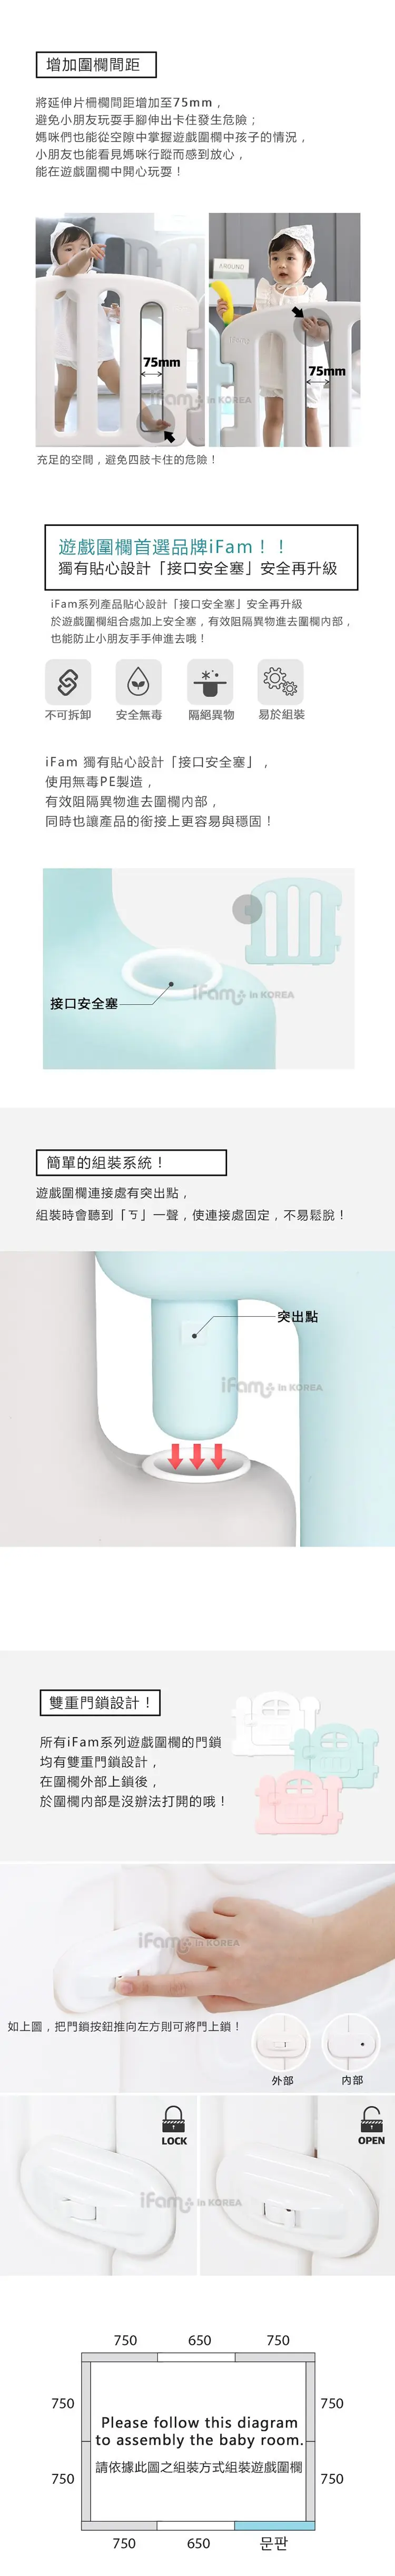 增加圍欄間距
將延伸片柵欄間距增加至75mm，
避免小朋友玩耍手腳伸出卡住發生危險；
媽咪們也能從空隙中掌握遊戲圍欄中孩子的情況，
小朋友也能看見媽咪行蹤而感到放心，
能在遊戲圍欄中開心玩耍！
AROUND
75mm
75mm
iFam in KOREA
充足的空間，避免四肢卡住的危險！
遊戲圍欄首選品牌iFam！！
獨有貼心設計「接口安全塞」安全再升級
iFam系列產品貼心設計「接口安全塞」安全再升級
於遊戲圍欄組合處加上安全塞，有效阻隔異物進去圍欄內部，
也能防止小朋友手手伸進去哦！
不可拆卸 安全無毒 隔絕異物 易於組裝
iFam 獨有貼心設計「接口安全塞」，
使用無毒PE製造，
有效阻隔異物進去圍欄內部，
同時也讓產品的銜接上更容易與穩固！
iFam in KOREA
接口安全塞
簡單的組裝系統！
遊戲圍欄連接處有突出點，
組裝時會聽到「ㄎ」一聲，使連接處固定，不易鬆脫！
突出點
iFam in KOREA
雙重門鎖設計！
所有iFam系列遊戲圍欄的門鎖
均有雙重門鎖設計，
在圍欄外部上鎖後，
於圍欄內部是沒辦法打開的哦！
iFam in KOREA
如上圖，把門鎖按鈕推向左方則可將門上鎖！
外部 內部
LOCK OPEN
iFam in KOREA
750 650 750
750 750
Please follow this diagram
to assembly the baby room.
請依據此圖之組裝方式組裝遊戲圍欄
750 750
750 650 문판